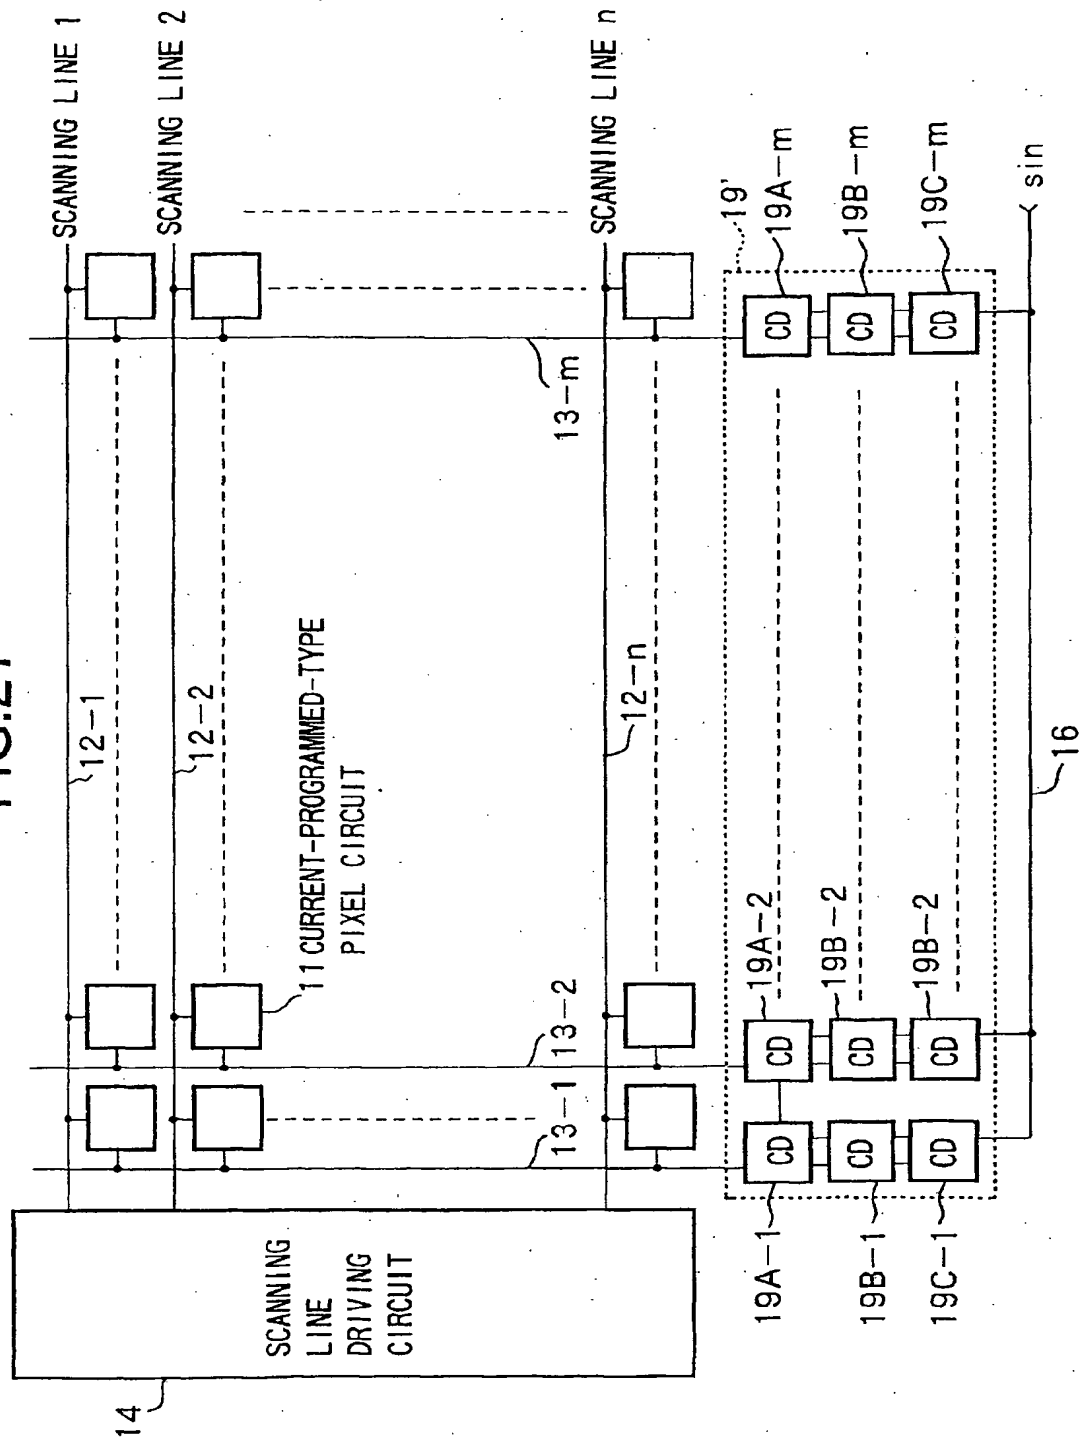 FIG.21
SCANNING LINE 1
SCANNING LINE 2
SCANNING LINE n
12-1
12-2
12-n
11 CURRENT-PROGRAMMED-TYPE
PIXEL CIRCUIT
13-1
13-2
13-m
14
SCANNING
LINE
DRIVING
CIRCUIT
19'
19A-1
19A-2
19A-m
CD
CD
CD
19B-1
19B-2
19B-m
CD
CD
CD
19C-1
19B-2
19C-m
CD
CD
CD
sin
16